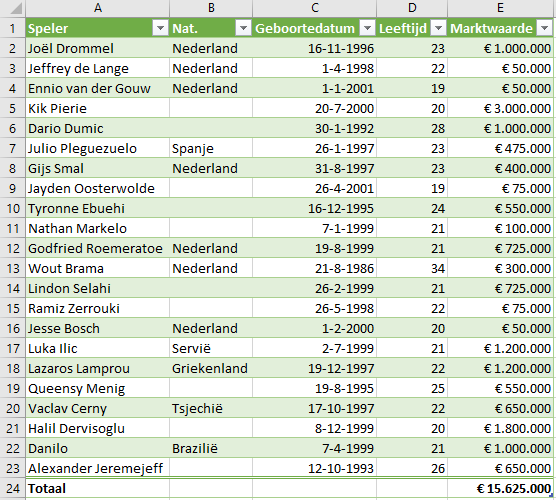 A B C D E
1 Speler Nat. Geboortedatum Leeftijd Marktwaarde
2 Joël Drommel Nederland 16-11-1996 23 € 1.000.000
3 Jeffrey de Lange Nederland 1-4-1998 22 € 50.000
4 Ennio van der Gouw Nederland 1-1-2001 19 € 50.000
5 Kik Pierie 20-7-2000 20 € 3.000.000
6 Dario Dumic 30-1-1992 28 € 1.000.000
7 Julio Pleguezuelo Spanje 26-1-1997 23 € 475.000
8 Gijs Smal Nederland 31-8-1997 23 € 400.000
9 Jayden Oosterwolde 26-4-2001 19 € 75.000
10 Tyronne Ebuehi 16-12-1995 24 € 550.000
11 Nathan Markelo 7-1-1999 21 € 100.000
12 Godfried Roemeratoe Nederland 19-8-1999 21 € 725.000
13 Wout Brama Nederland 21-8-1986 34 € 300.000
14 Lindon Selahi 26-2-1999 21 € 725.000
15 Ramiz Zerrouki 26-5-1998 22 € 75.000
16 Jesse Bosch Nederland 1-2-2000 20 € 50.000
17 Luka Ilic Servië 2-7-1999 21 € 1.200.000
18 Lazaros Lamprou Griekenland 19-12-1997 22 € 1.200.000
19 Queensy Menig 19-8-1995 25 € 550.000
20 Vaclav Cerny Tsjechië 17-10-1997 22 € 650.000
21 Halil Dervisoglu 8-12-1999 20 € 1.800.000
22 Danilo Brazilië 7-4-1999 21 € 1.000.000
23 Alexander Jeremejeff 12-10-1993 26 € 650.000
24 Totaal € 15.625.000